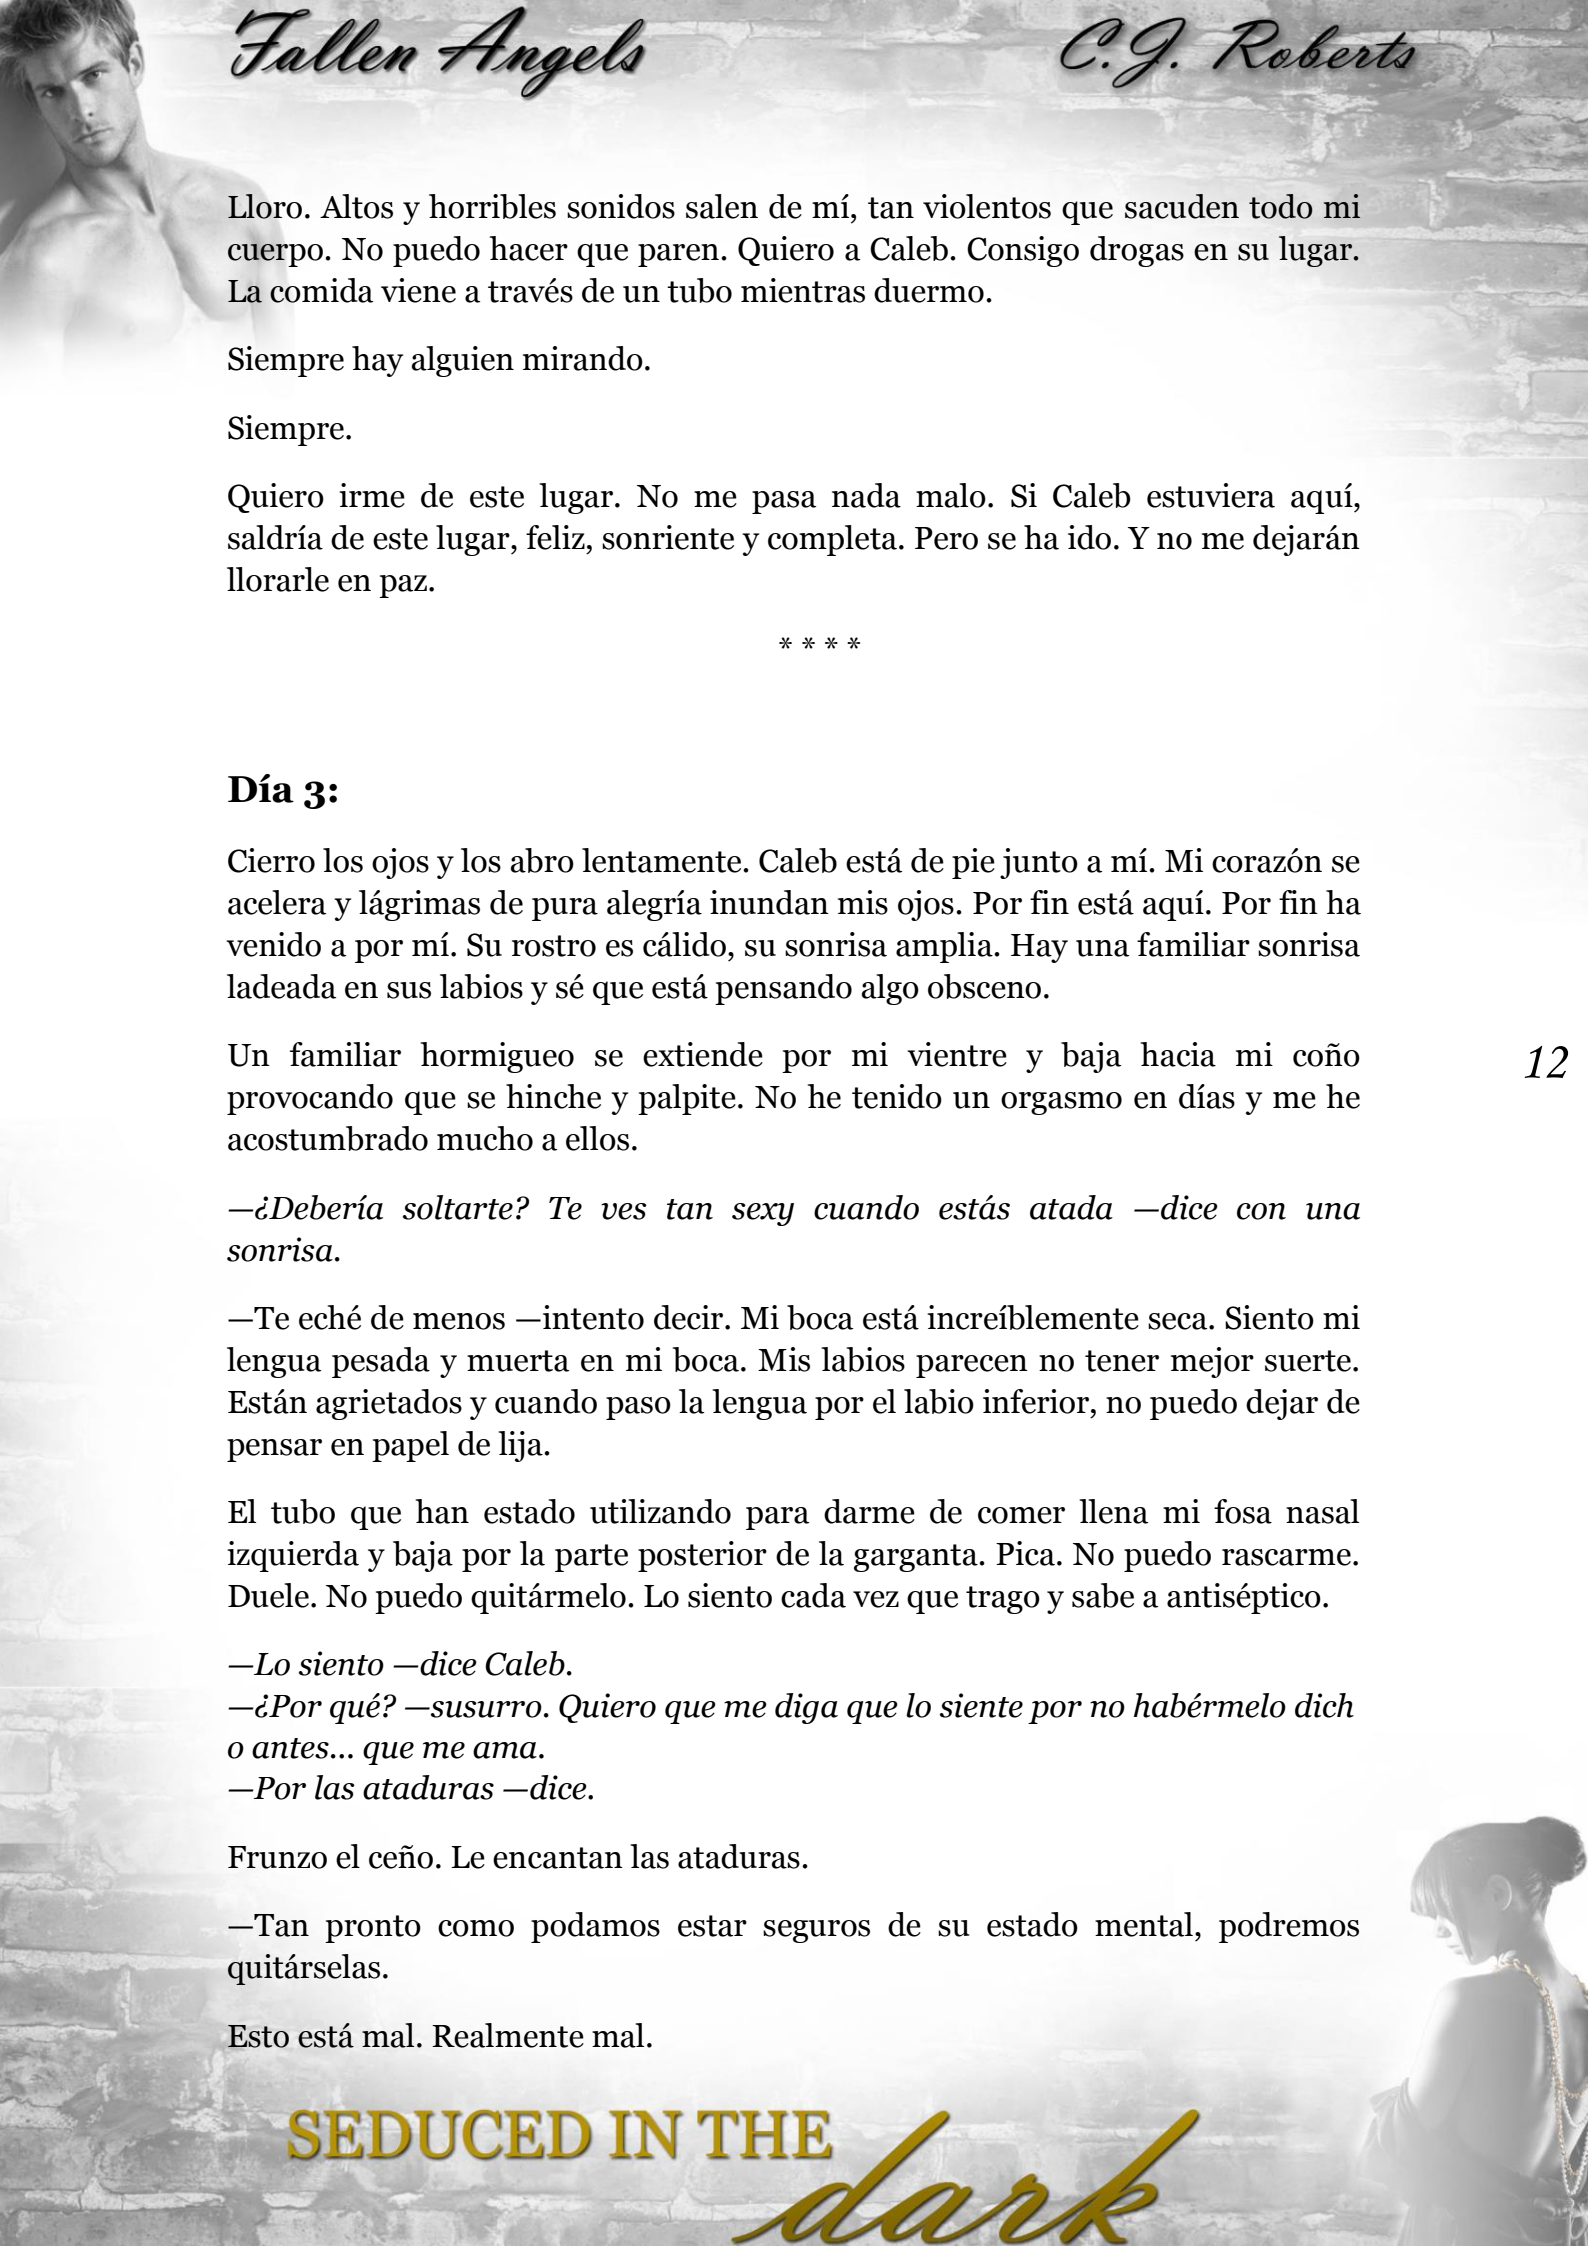 Fallen Angels
C.J. Roberts
Lloro. Altos y horribles sonidos salen de mí, tan violentos que sacuden todo mi
cuerpo. No puedo hacer que paren. Quiero a Caleb. Consigo drogas en su lugar.
La comida viene a través de un tubo mientras duermo.
Siempre hay alguien mirando.
Siempre.
Quiero irme de este lugar. No me pasa nada malo. Si Caleb estuviera aquí,
saldría de este lugar, feliz, sonriente y completa. Pero se ha ido. Y no me dejarán
llorarle en paz.
* * * *
Día 3:
Cierro los ojos y los abro lentamente. Caleb está de pie junto a mí. Mi corazón se
acelera y lágrimas de pura alegría inundan mis ojos. Por fin está aquí. Por fin ha
venido a por mí. Su rostro es cálido, su sonrisa amplia. Hay una familiar sonrisa
ladeada en sus labios y sé que está pensando algo obsceno.
Un familiar hormigueo se extiende por mi vientre y baja hacia mi coño
provocando que se hinche y palpite. No he tenido un orgasmo en días y me he
acostumbrado mucho a ellos.
12
—¿Debería soltarte? Te ves tan sexy cuando estás atada —dice con una
sonrisa.
—Te eché de menos —intento decir. Mi boca está increíblemente seca. Siento mi
lengua pesada y muerta en mi boca. Mis labios parecen no tener mejor suerte.
Están agrietados y cuando paso la lengua por el labio inferior, no puedo dejar de
pensar en papel de lija.
El tubo que han estado utilizando para darme de comer llena mi fosa nasal
izquierda y baja por la parte posterior de la garganta. Pica. No puedo rascarme.
Duele. No puedo quitármelo. Lo siento cada vez que trago y sabe a antiséptico.
—Lo siento —dice Caleb.
—¿Por qué? —susurro. Quiero que me diga que lo siente por no habérmelo dich
o antes... que me ama.
—Por las ataduras —dice.
Frunzo el ceño. Le encantan las ataduras.
—Tan pronto como podamos estar seguros de su estado mental, podremos
quitárselas.
Esto está mal. Realmente mal.
SEDUCED IN THE
dark